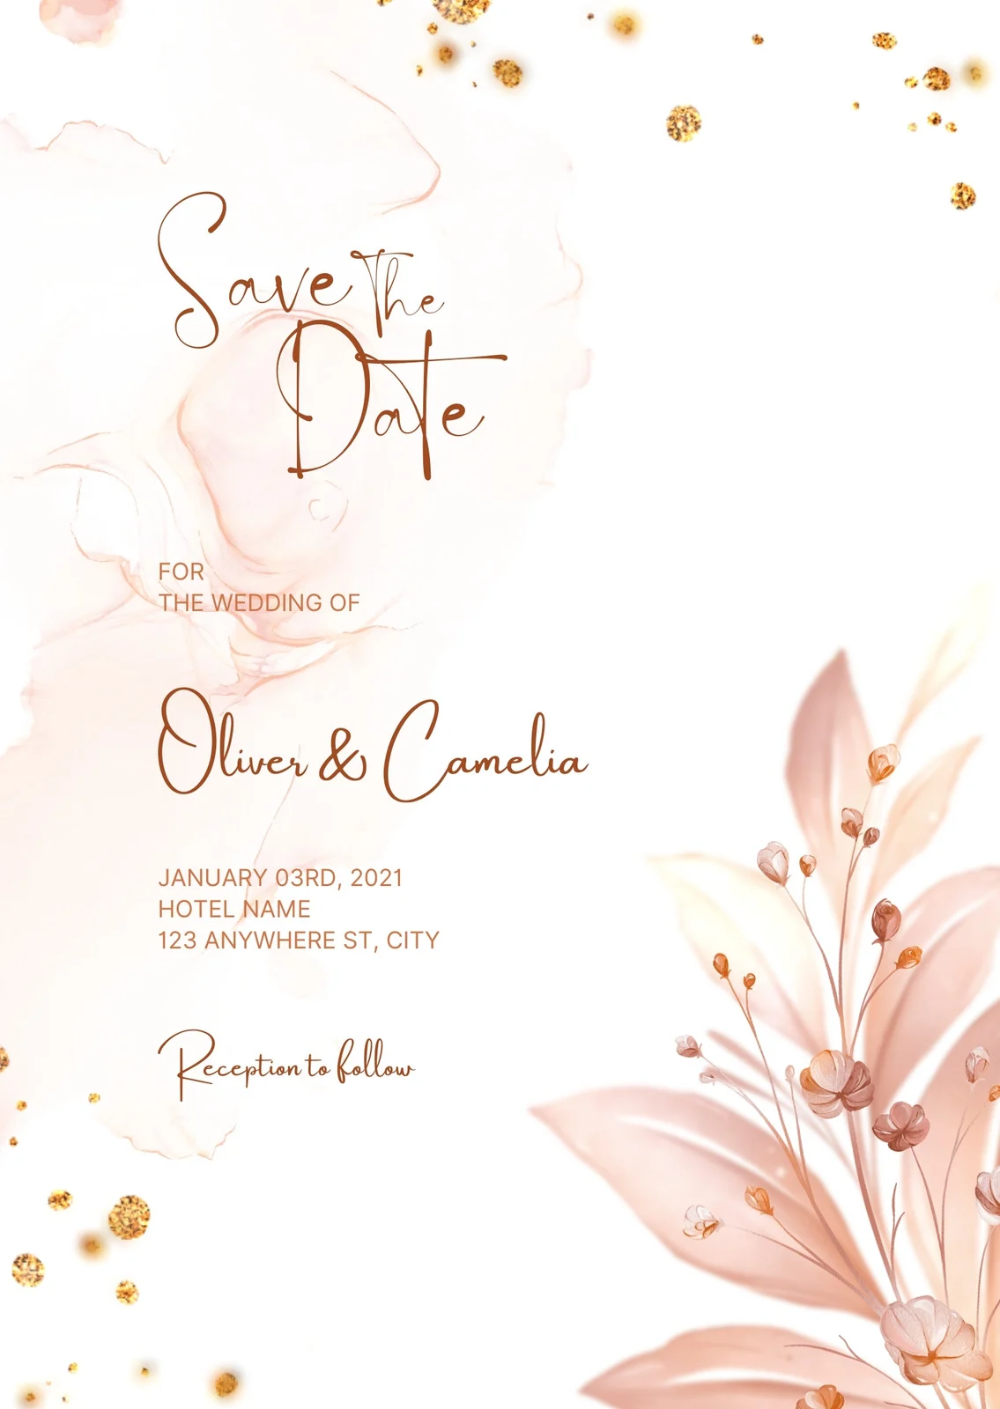 Save The
Date
FOR
THE WEDDING OF
Oliver & Camelia
JANUARY 03RD, 2021
HOTEL NAME
123 ANYWHERE ST, CITY
Reception to follow